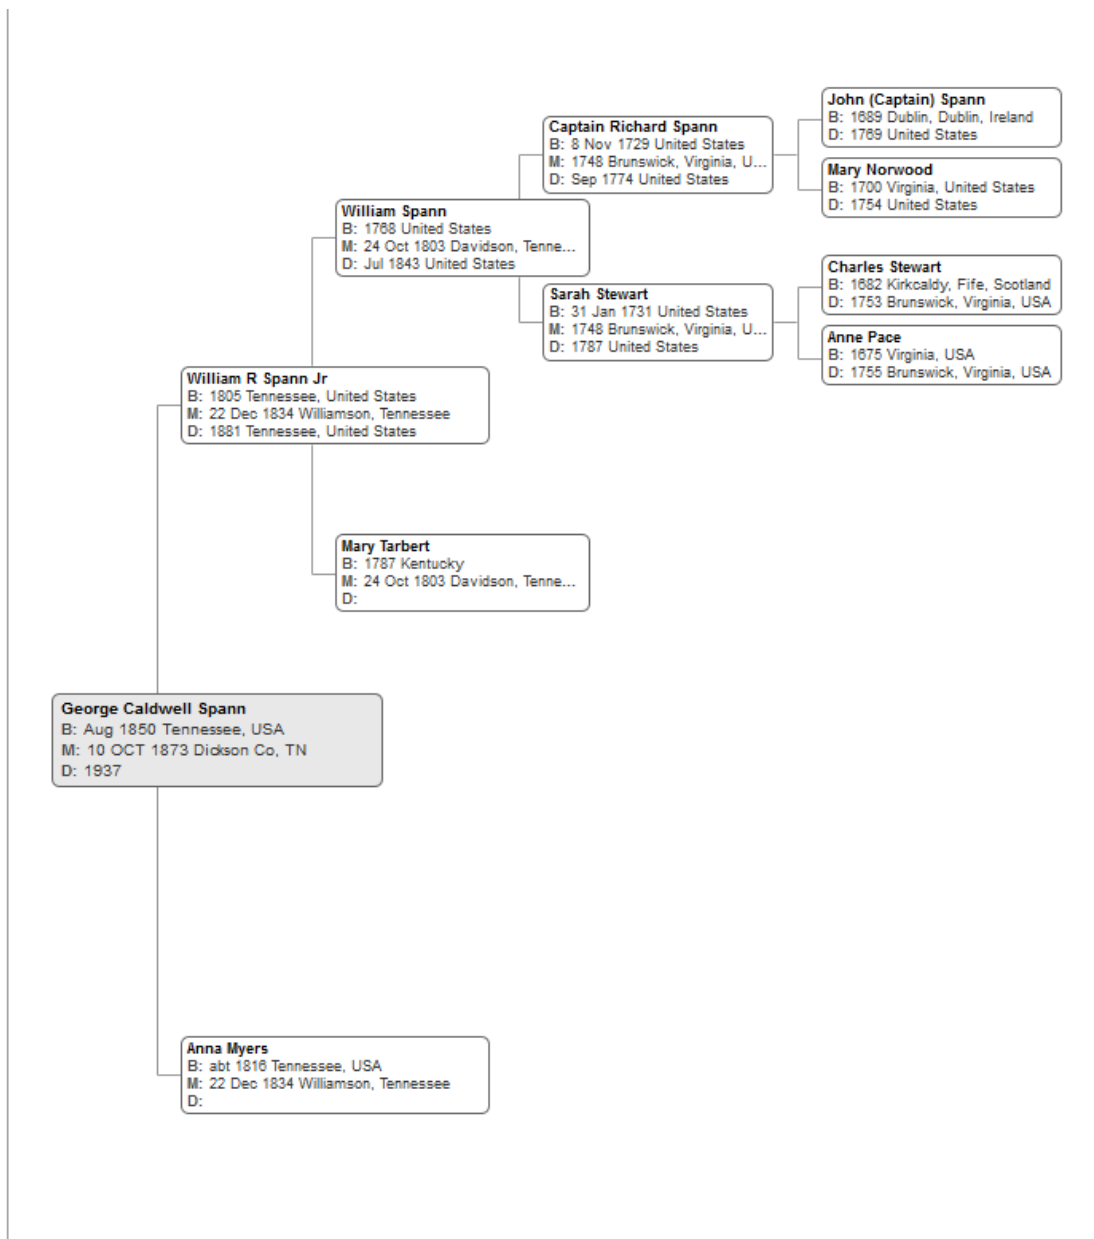 John (Captain) Spann
B: 1689 Dublin, Dublin, Ireland
D: 1769 United States
Captain Richard Spann
B: 8 Nov 1729 United States
M: 1748 Brunswick, Virginia, U...
D: Sep 1774 United States
Mary Norwood
B: 1700 Virginia, United States
D: 1754 United States
William Spann
B: 1768 United States
M: 24 Oct 1803 Davidson, Tenne...
D: Jul 1843 United States
Charles Stewart
B: 1682 Kirkcaldy, Fife, Scotland
D: 1753 Brunswick, Virginia, USA
Sarah Stewart
B: 31 Jan 1731 United States
M: 1748 Brunswick, Virginia, U...
D: 1787 United States
Anne Pace
B: 1675 Virginia, USA
D: 1755 Brunswick, Virginia, USA
William R Spann Jr
B: 1805 Tennessee, United States
M: 22 Dec 1834 Williamson, Tennessee
D: 1881 Tennessee, United States
Mary Tarbert
B: 1787 Kentucky
M: 24 Oct 1803 Davidson, Tenne...
D:
George Caldwell Spann
B: Aug 1850 Tennessee, USA
M: 10 OCT 1873 Dickson Co, TN
D: 1937
Anna Myers
B: abt 1816 Tennessee, USA
M: 22 Dec 1834 Williamson, Tennessee
D: